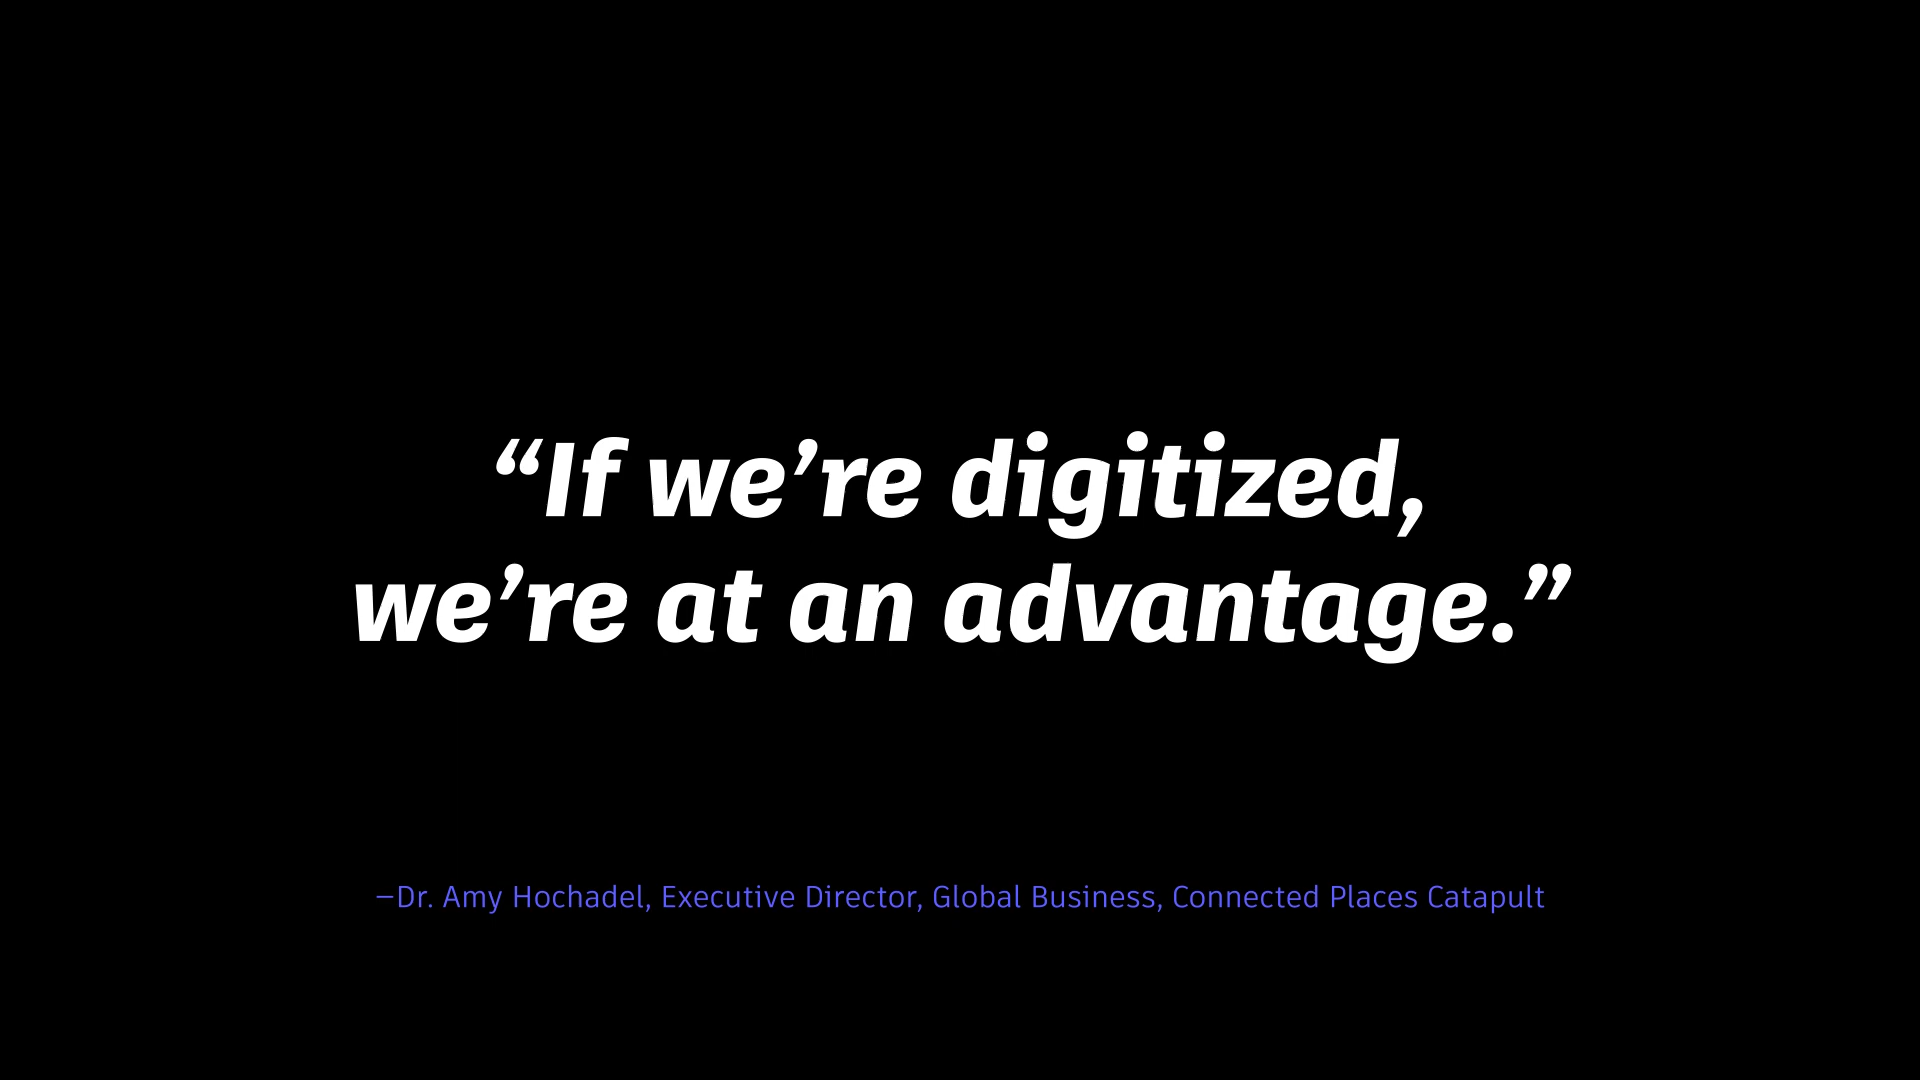 “If we’re digitized,
we’re at an advantage.”
–Dr. Amy Hochadel, Executive Director, Global Business, Connected Places Catapult